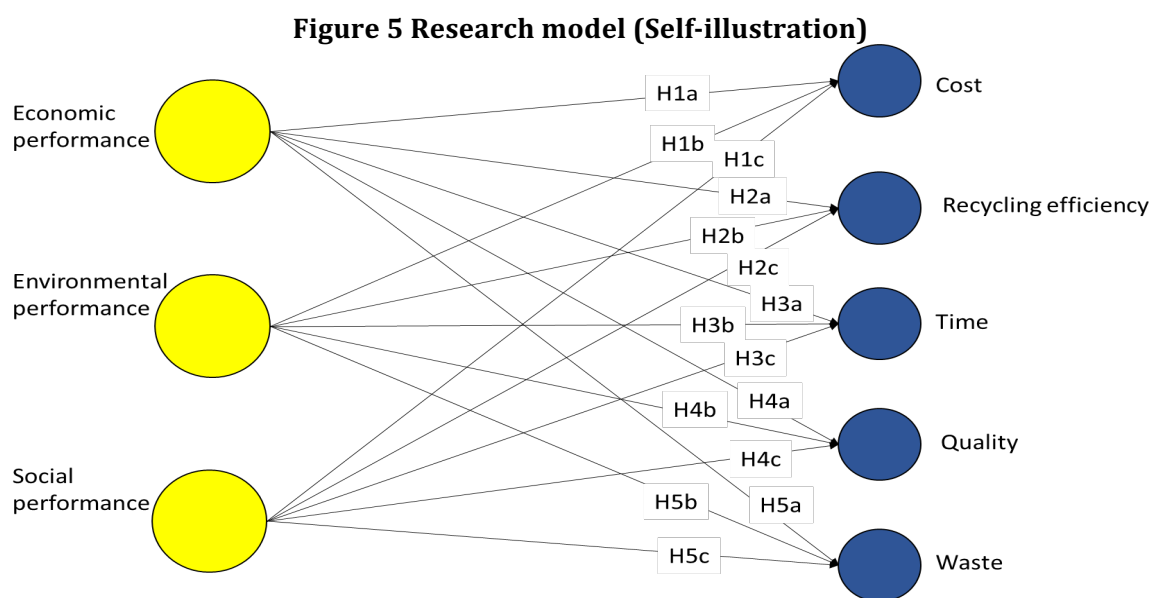 Figure 5 Research model (Self-illustration)
Economic
performance
Environmental
performance
Social
performance
H1a
H1b
H1c
H2a
H2b
H2c
H3a
H3b
H3c
H4a
H4b
H4c
H5b
H5a
H5c
Cost
Recycling efficiency
Time
Quality
Waste